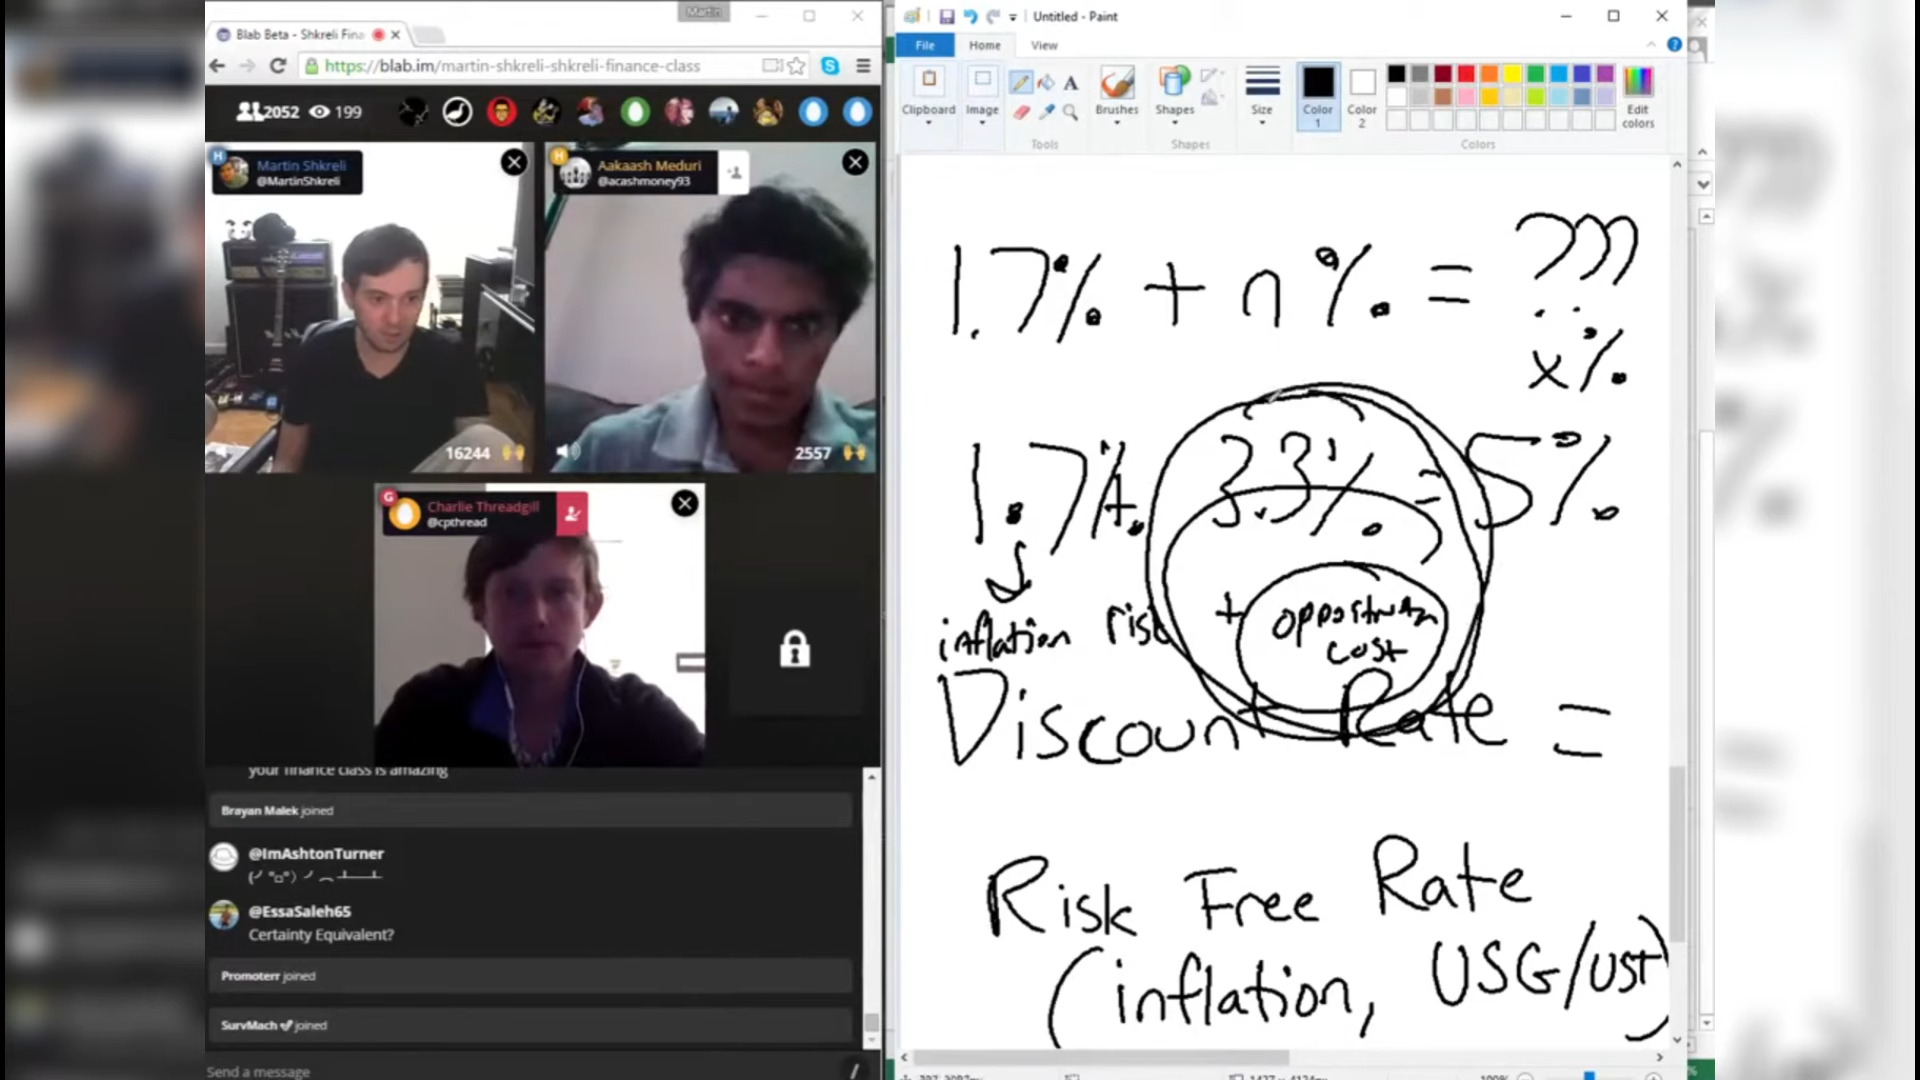 Martin
Blab Beta - Shkreli Fina
https://blab.im/martin-shkreli-shkreli-finance-class
2052 199
H Martin Shkreli
@MartinShkreli
16244
H Aakaash Meduri
@acashmoney93
2557
G Charlie Threadgill
@cpthread
your finance class is amazing
Brayan Malek joined
@ImAshtonTurner
(╯°□°）╯︵ ┻━┻
@EssaSaleh65
Certainty Equivalent?
Promoterr joined
SurvMach joined
Send a message
/
Untitled - Paint
File Home View
Clipboard Image Brushes Shapes Size Color 1 Color 2 Edit colors
Tools Shapes Colors
1.7% + n% = ???
x%
1.7% 3.3% = 5%
inflation risk + opportunity
cost
Discount Rate =
Risk Free Rate
(inflation, USG/UST)
100%